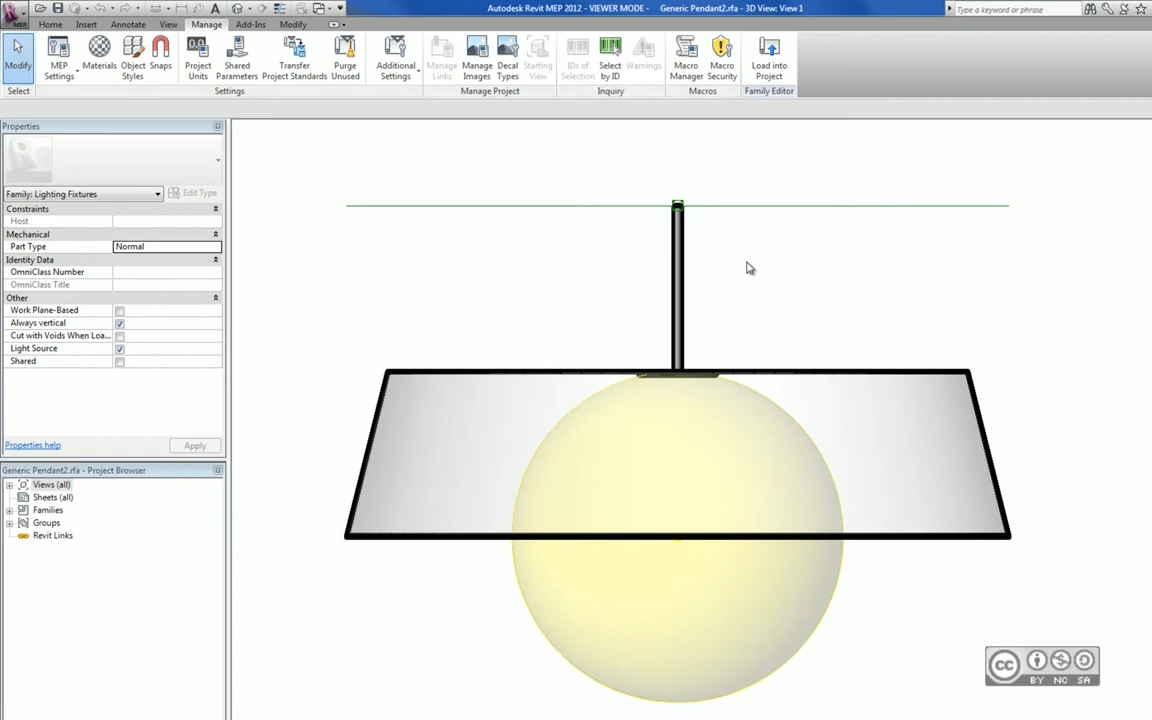 Autodesk Revit MEP 2012 - VIEWER MODE - Generic Pendant2.rfa - 3D View: View 1
Type a keyword or phrase
MEP
Home Insert Annotate View Manage Add-Ins Modify
Modify
MEP Settings
Materials
Object Styles
Snaps
Project Units
Shared Parameters
Transfer Project Standards
Purge Unused
Additional Settings
Manage Links
Manage Images
Decal Types
Starting View
IDs of Selection
Select by ID
Warnings
Macro Manager
Macro Security
Load into Project
Select Settings Manage Project Inquiry Macros Family Editor
Properties
Family: Lighting Fixtures
Edit Type
Constraints
Host
Mechanical
Part Type Normal
Identity Data
OmniClass Number
OmniClass Title
Other
Work Plane-Based
Always vertical
Cut with Voids When Loa...
Light Source
Shared
Properties help
Apply
Generic Pendant2.rfa - Project Browser
Views (all)
Sheets (all)
Families
Groups
Revit Links
cc
BY NC SA